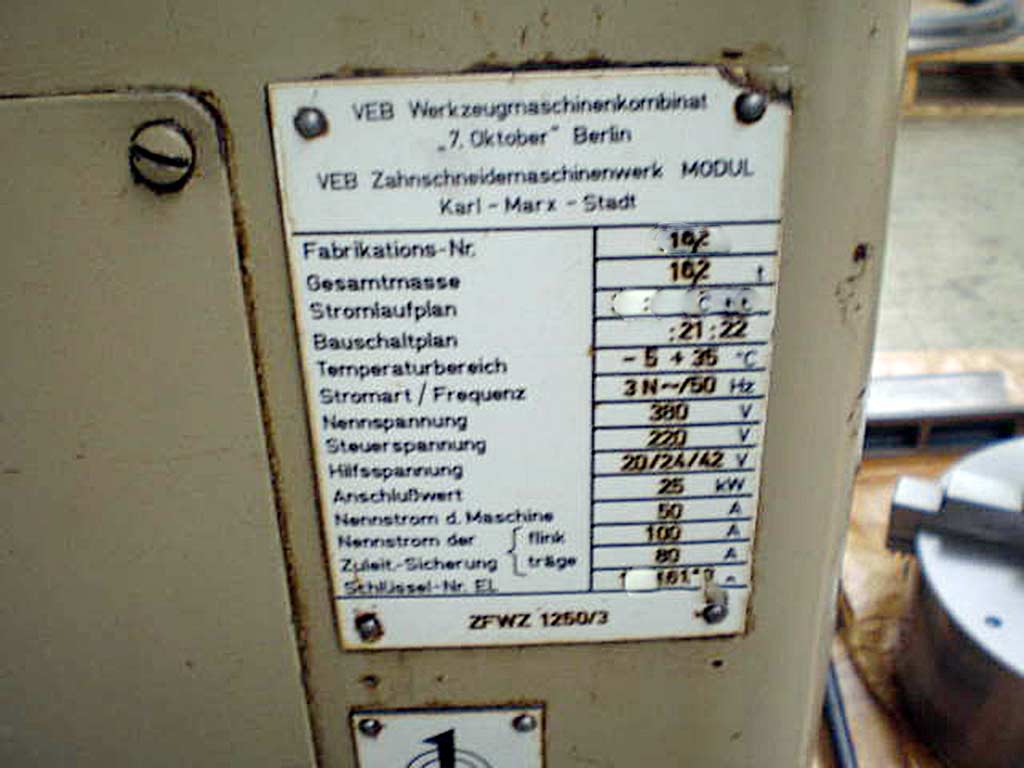 VEB Werkzeugmaschinenkombinat
„7. Oktober" Berlin
VEB Zahnschneidemaschinenwerk MODUL
Karl - Marx - Stadt
Fabrikations-Nr.
Gesamtmasse t
Stromlaufplan
Bauschaltplan :21 :22
Temperaturbereich - 5 + 35 °C
Stromart / Frequenz 3 N~/50 Hz
Nennspannung 380 V
Steuerspannung 220 V
Hilfsspannung 20/24/42 V
Anschlußwert 25 kW
Nennstrom d. Maschine 50 A
Nennstrom der flink 100 A
Zuleit.-Sicherung träge 80 A
Schlüssel-Nr. EL
ZFWZ 1250/3
1